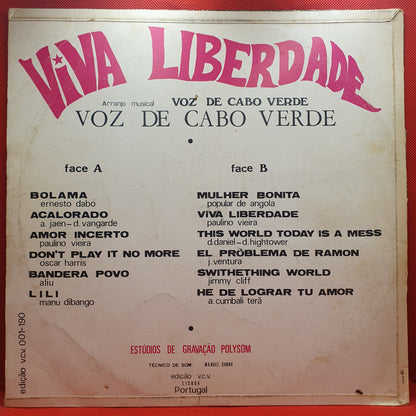 ViVA LIBERDADE
Arranjo musical VOZ DE CABO VERDE
VOZ DE CABO VERDE
face A
BOLAMA
ernesto dabó
ACALORADO
a. jaen-d. vangarde
AMOR INCERTO
paulino vieira
DON'T PLAY IT NO MORE
oscar harris
BANDERA POVO
aliu
LILI
manu dibango
face B
MULHER BONITA
popular de angola
ViVA LIBERDADE
paulino vieira
THIS WORLD TODAY IS A MESS
d.daniel-d.hightower
EL PRÓBLEMA DE RAMON
j. ventura
SWITHETHING WORLD
jimmy cliff
HE DE LOGRAR TU AMOR
a. cumbali terã
edição v.c.v. 001-190
ESTÚDIOS DE GRAVAÇÃO POLYSOM
TÉCNICO DE SOM: MANUEL CUNHA
edição v.c.v.
LISBOA
Portugal